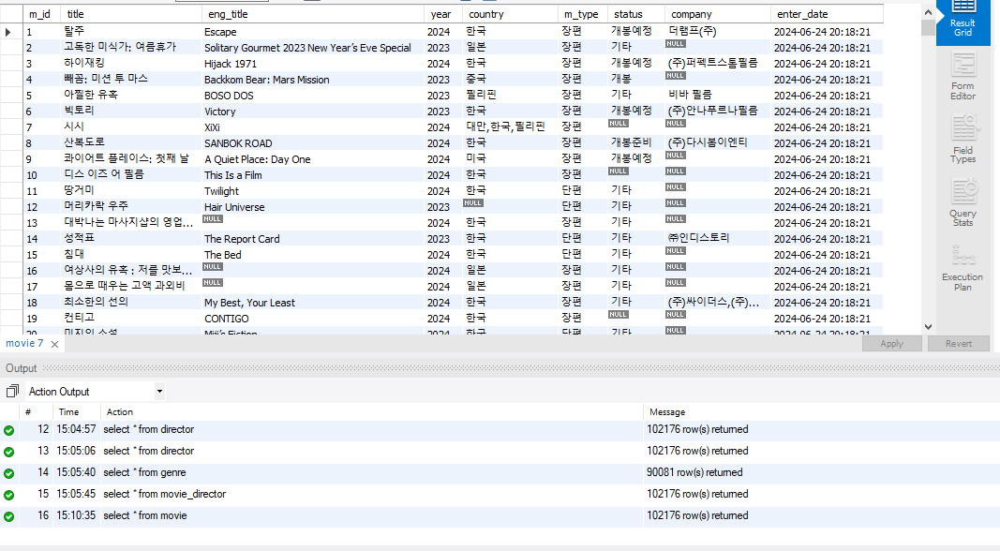 m_id title eng_title year country m_type status company enter_date
1 탈주 Escape 2024 한국 장편 개봉예정 더램프(주) 2024-06-24 20:18:21
2 고독한 미식가: 여름휴가 Solitary Gourmet 2023 New Year's Eve Special 2023 일본 장편 기타 NULL 2024-06-24 20:18:21
3 하이재킹 Hijack 1971 2023 한국 장편 개봉예정 (주)퍼펙트스톰필름 2024-06-24 20:18:21
4 빼꼼: 미션 투 마스 Backkom Bear: Mars Mission 2023 중국 장편 개봉 NULL 2024-06-24 20:18:21
5 아찔한 유혹 BOSO DOS 2023 필리핀 장편 기타 비바 필름 2024-06-24 20:18:21
6 빅토리 Victory 2023 한국 장편 개봉예정 (주)안나푸르나필름 2024-06-24 20:18:21
7 시시 XiXi 2024 대만,한국,필리핀 장편 NULL NULL 2024-06-24 20:18:21
8 산복도로 SANBOK ROAD 2024 한국 장편 개봉준비 (주)다시봄이엔티 2024-06-24 20:18:21
9 콰이어트 플레이스: 첫째 날 A Quiet Place: Day One 2024 미국 장편 개봉예정 NULL 2024-06-24 20:18:21
10 디스 이즈 어 필름 This Is a Film 2024 한국 장편 NULL NULL 2024-06-24 20:18:21
11 땅거미 Twilight 2024 한국 단편 기타 NULL 2024-06-24 20:18:21
12 머리카락 우주 Hair Universe 2023 NULL 단편 기타 NULL 2024-06-24 20:18:21
13 대박나는 마사지샵의 영업... NULL 2024 한국 장편 기타 NULL 2024-06-24 20:18:21
14 성적표 The Report Card 2023 한국 단편 기타 ㈜인디스토리 2024-06-24 20:18:21
15 침대 The Bed 2024 한국 단편 기타 NULL 2024-06-24 20:18:21
16 여상사의 유혹 : 저를 맛보... NULL 2024 일본 장편 기타 NULL 2024-06-24 20:18:21
17 몸으로 때우는 고액 과외비 NULL 2024 일본 장편 기타 NULL 2024-06-24 20:18:21
18 최소한의 선의 My Best, Your Least 2024 한국 장편 기타 (주)싸이더스,(주)... 2024-06-24 20:18:21
19 컨티고 CONTIGO 2024 한국 장편 NULL NULL 2024-06-24 20:18:21
20 미지의 소설 Miji's Fiction 2024 한국 단편 기타 NULL 2024-06-24 20:18:21
Result
Grid
Form
Editor
Field
Types
Query
Stats
Execution
Plan
movie 7
Apply Revert
Output
Action Output
# Time Action Message
12 15:04:57 select * from director 102176 row(s) returned
13 15:05:06 select * from director 102176 row(s) returned
14 15:05:40 select * from genre 90081 row(s) returned
15 15:05:45 select * from movie_director 102176 row(s) returned
16 15:10:35 select * from movie 102176 row(s) returned